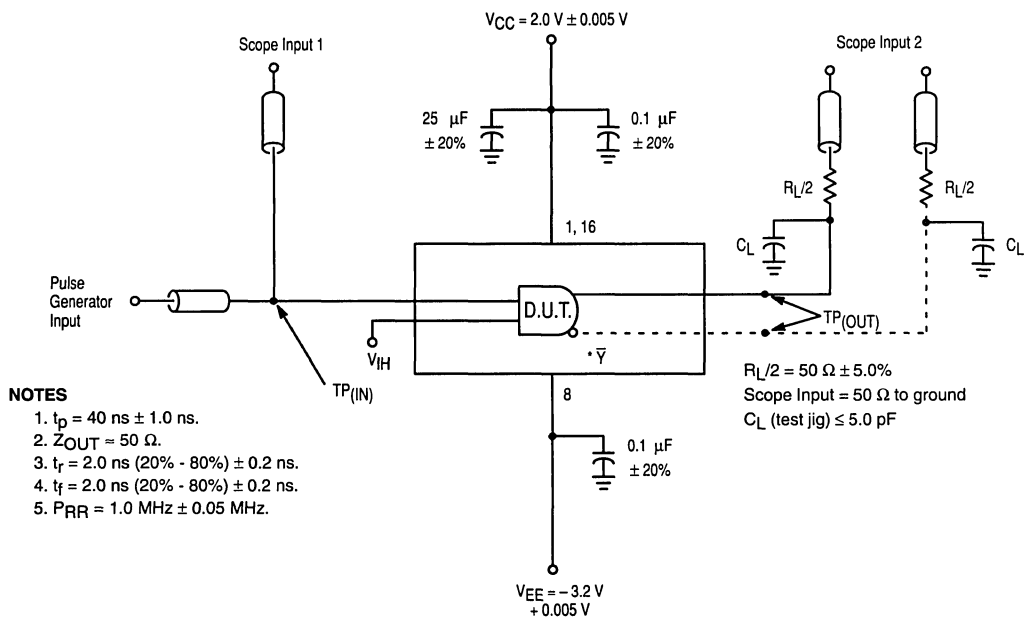 VCC = 2.0 V ± 0.005 V
Scope Input 1
Scope Input 2
25 μF
± 20%
0.1 μF
± 20%
RL/2
RL/2
1, 16
CL
CL
Pulse
Generator
Input
D.U.T.
TP(OUT)
VIH
* Y̅
TP(IN)
8
RL/2 = 50 Ω ± 5.0%
Scope Input = 50 Ω to ground
CL (test jig) ≤ 5.0 pF
NOTES
1. tp = 40 ns ± 1.0 ns.
2. ZOUT ≈ 50 Ω.
3. tr = 2.0 ns (20% - 80%) ± 0.2 ns.
4. tf = 2.0 ns (20% - 80%) ± 0.2 ns.
5. PRR = 1.0 MHz ± 0.05 MHz.
0.1 μF
± 20%
VEE = – 3.2 V
+ 0.005 V